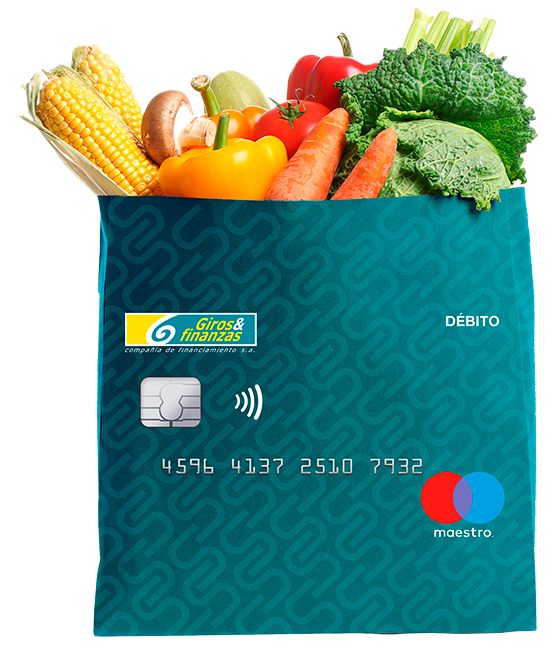 Giros&
finanzas
compañía de financiamiento s.a.
DÉBITO
4596 4137 2510 7932
maestro.